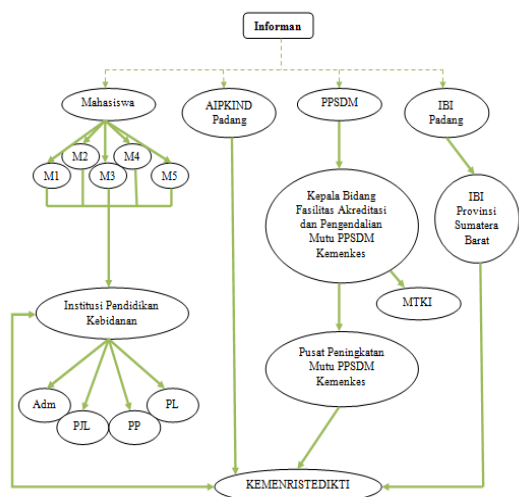 Informan
Mahasiswa
AIPKIND
Padang
PPSDM
IBI
Padang
M1
M2
M3
M4
M5
Kepala Bidang
Fasilitas Akreditasi
dan Pengendalian
Mutu PPSDM
Kemenkes
IBI
Provinsi
Sumatera
Barat
MTKI
Institusi Pendidikan
Kebidanan
Pusat Peningkatan
Mutu PPSDM
Kemenkes
Adm
PJL
PP
PL
KEMENRISTEDIKTI